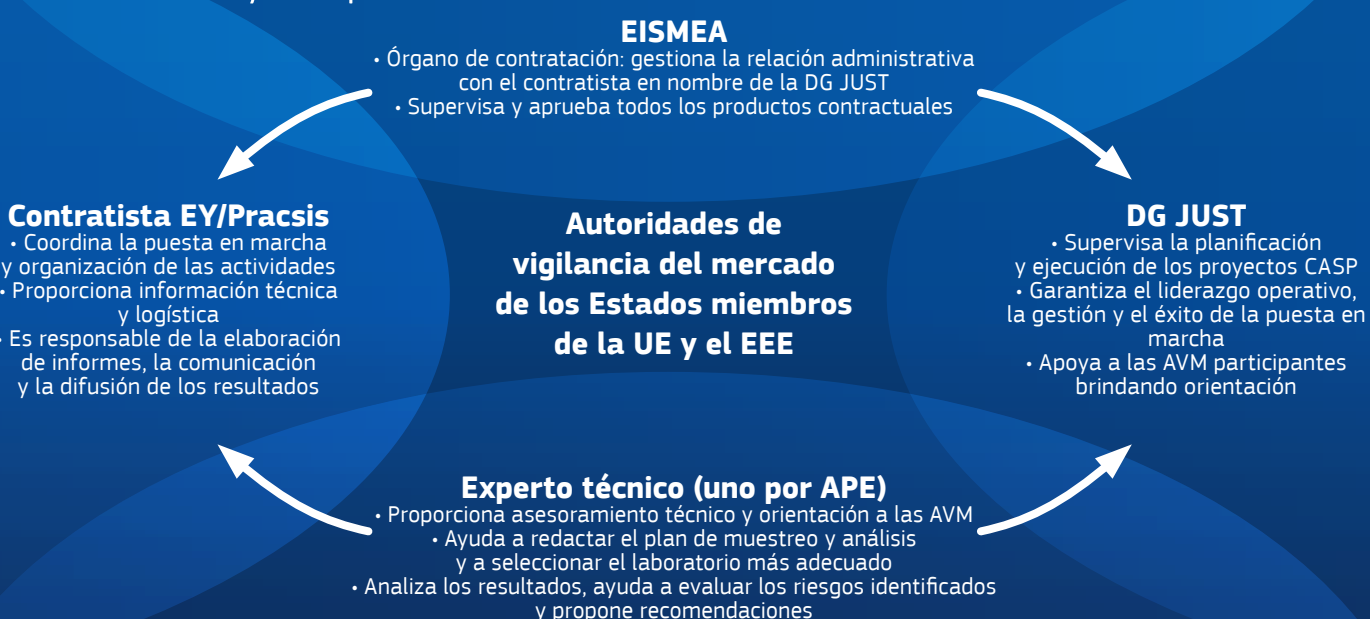 EISMEA
• Órgano de contratación: gestiona la relación administrativa
con el contratista en nombre de la DG JUST
• Supervisa y aprueba todos los productos contractuales
Contratista EY/Pracsis
• Coordina la puesta en marcha
y organización de las actividades
• Proporciona información técnica
y logística
• Es responsable de la elaboración
de informes, la comunicación
y la difusión de los resultados
Autoridades de
vigilancia del mercado
de los Estados miembros
de la UE y el EEE
DG JUST
• Supervisa la planificación
y ejecución de los proyectos CASP
• Garantiza el liderazgo operativo,
la gestión y el éxito de la puesta en
marcha
• Apoya a las AVM participantes
brindando orientación
Experto técnico (uno por APE)
• Proporciona asesoramiento técnico y orientación a las AVM
• Ayuda a redactar el plan de muestreo y análisis
y a seleccionar el laboratorio más adecuado
• Analiza los resultados, ayuda a evaluar los riesgos identificados
y propone recomendaciones